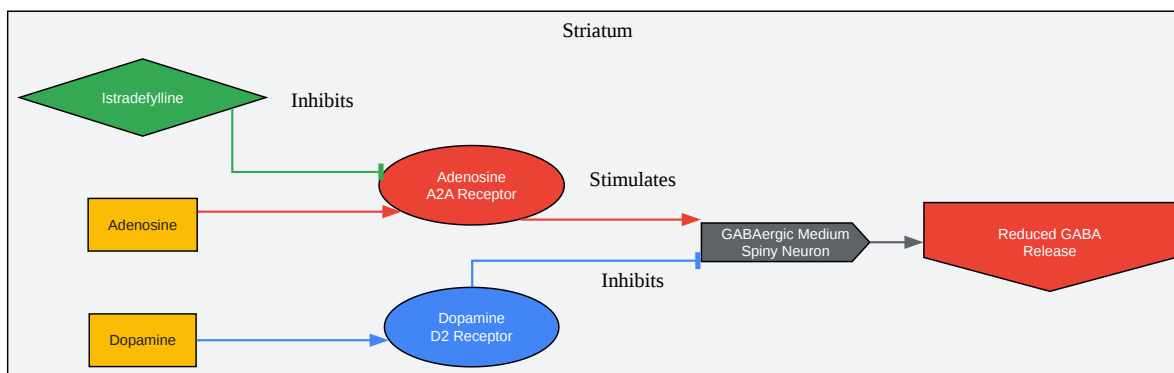 Striatum
Istradefylline
Inhibits
Adenosine
A2A Receptor
Stimulates
Adenosine
GABAergic Medium
Spiny Neuron
Reduced GABA
Release
Inhibits
Dopamine
D2 Receptor
Dopamine